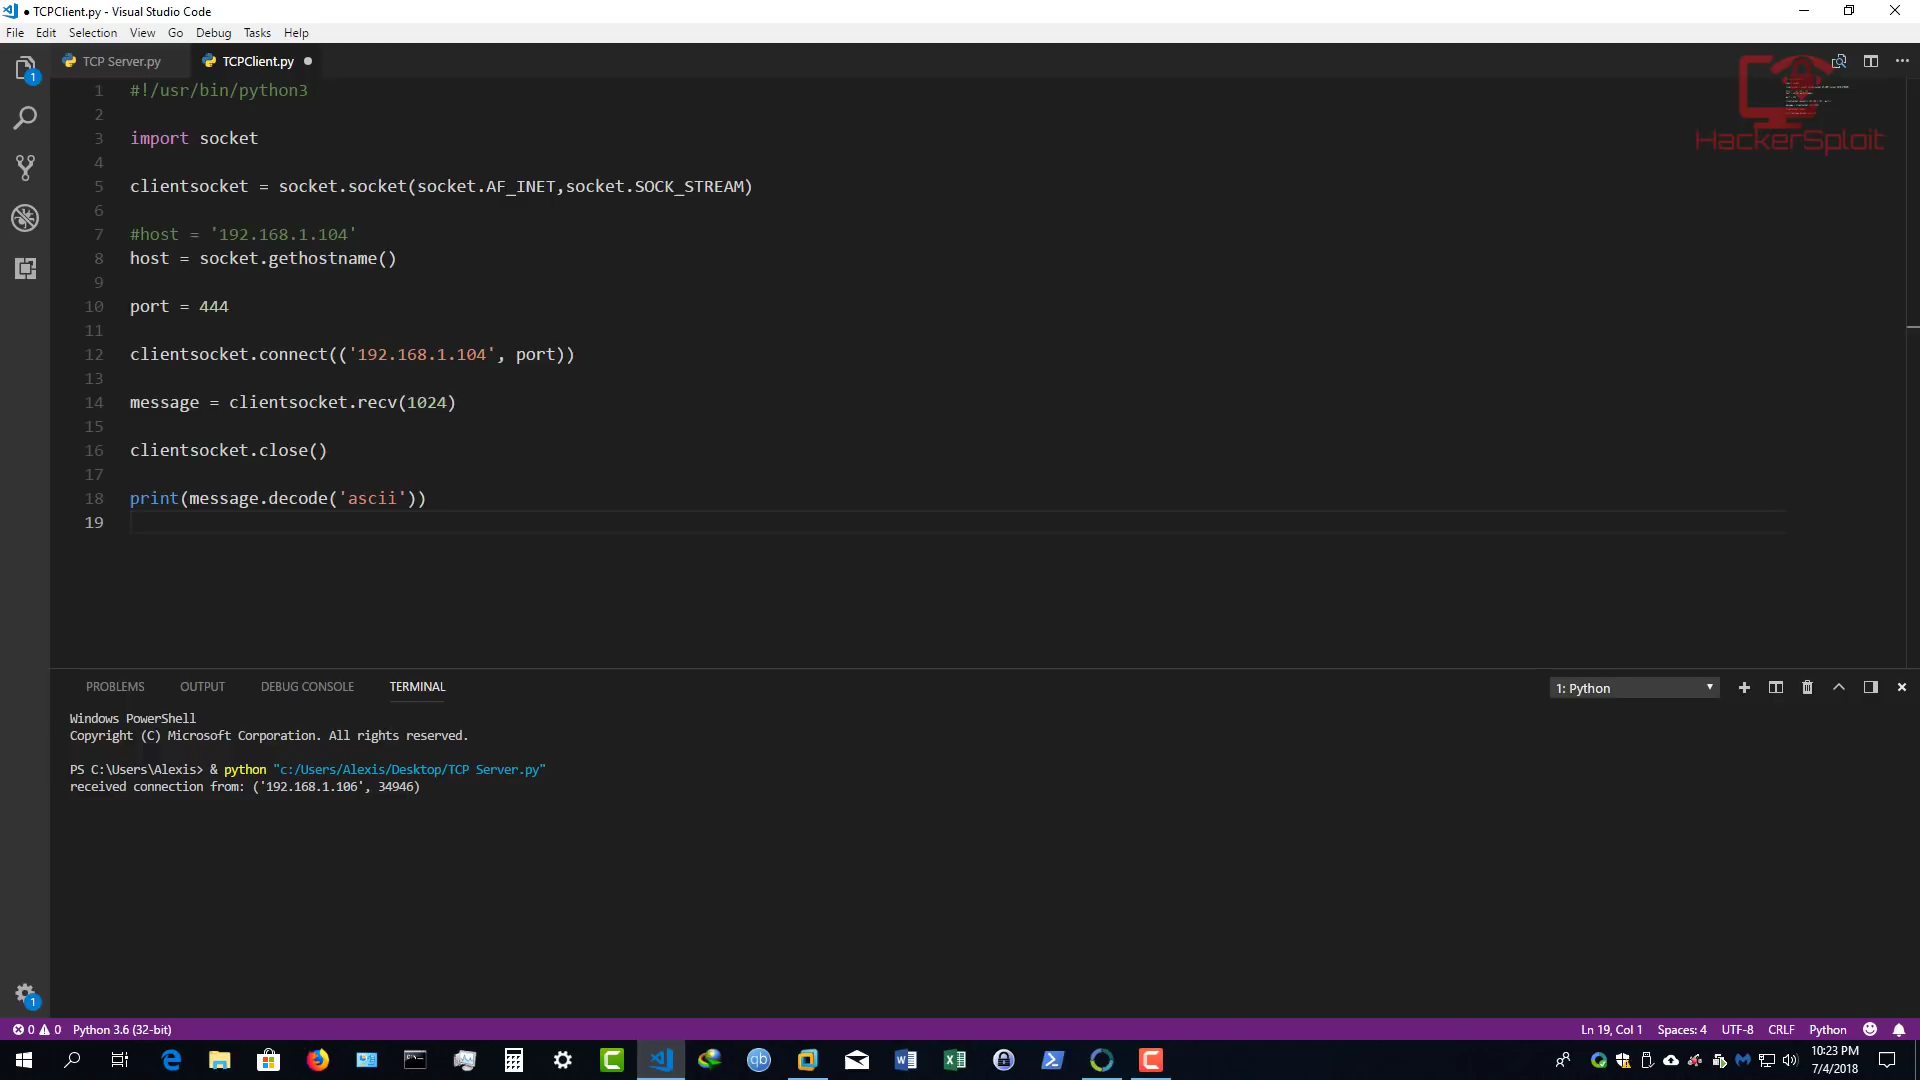 ● TCPClient.py - Visual Studio Code
File Edit Selection View Go Debug Tasks Help
TCP Server.py TCPClient.py ●
1 #!/usr/bin/python3
2
3 import socket
4
5 clientsocket = socket.socket(socket.AF_INET,socket.SOCK_STREAM)
6
7 #host = '192.168.1.104'
8 host = socket.gethostname()
9
10 port = 444
11
12 clientsocket.connect(('192.168.1.104', port))
13
14 message = clientsocket.recv(1024)
15
16 clientsocket.close()
17
18 print(message.decode('ascii'))
19
HackerSploit
1
PROBLEMS OUTPUT DEBUG CONSOLE TERMINAL 1: Python
Windows PowerShell
Copyright (C) Microsoft Corporation. All rights reserved.
PS C:\Users\Alexis> & python "c:/Users/Alexis/Desktop/TCP Server.py"
received connection from: ('192.168.1.106', 34946)
1
0 0 Python 3.6 (32-bit) Ln 19, Col 1 Spaces: 4 UTF-8 CRLF Python
qb
10:23 PM
7/4/2018